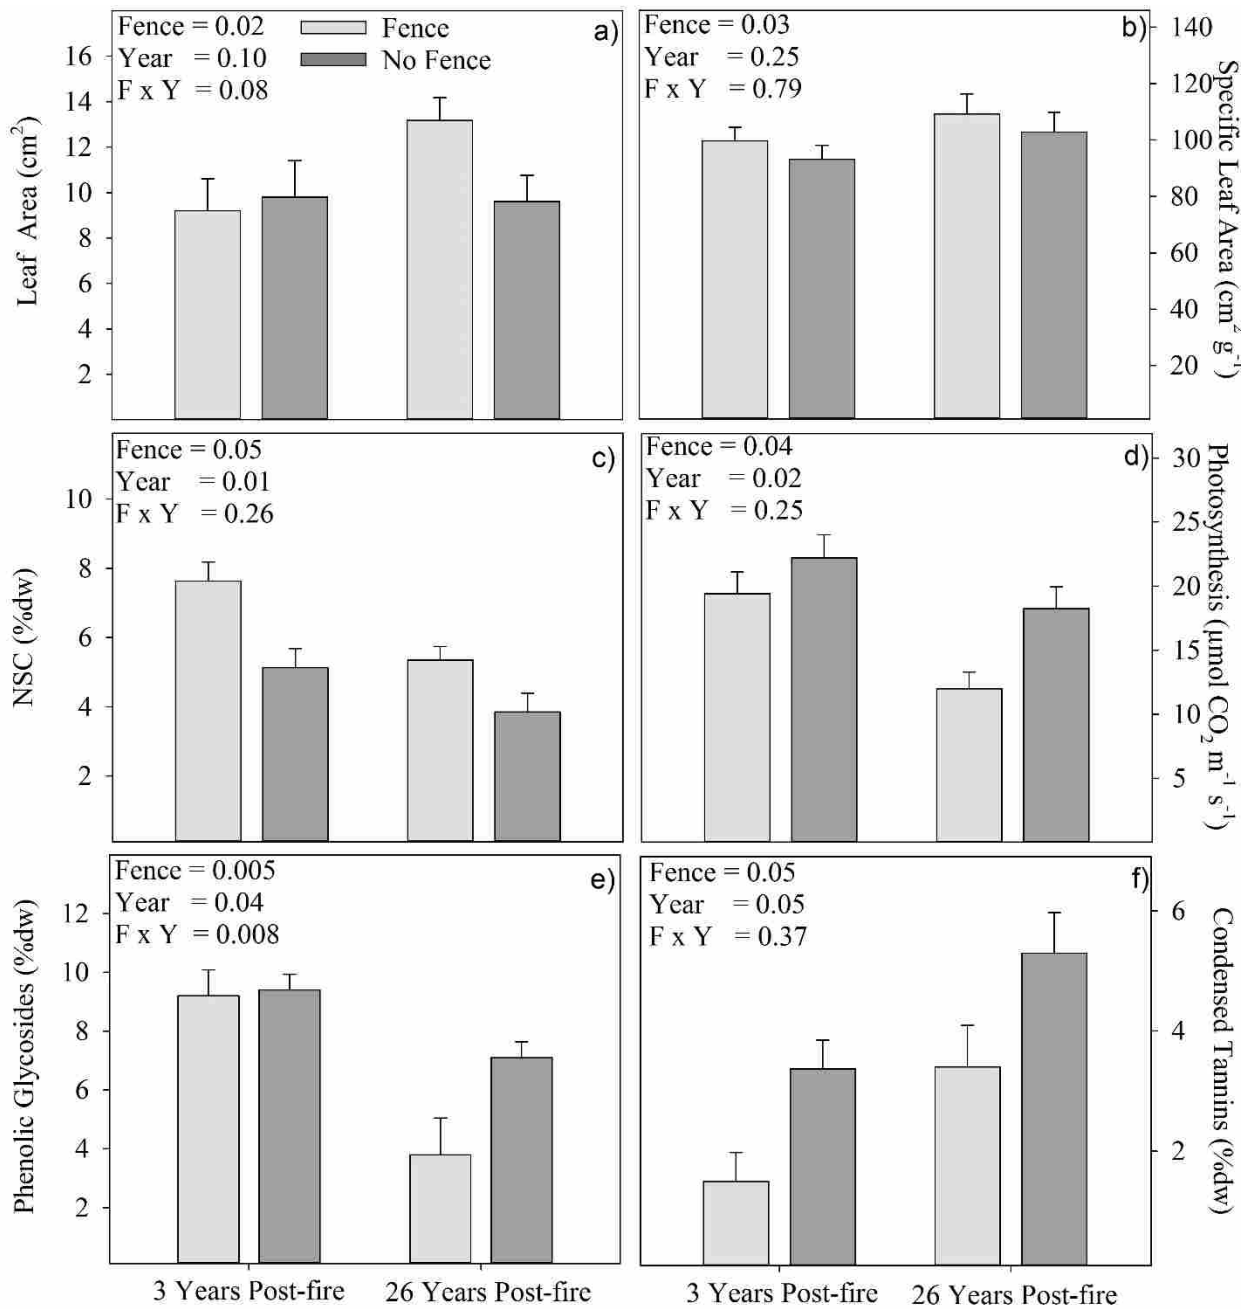 Fence = 0.02
Year = 0.10
F x Y = 0.08
Fence
No Fence
a)
16
14
12
10
8
6
4
2
Leaf Area (cm²)
Fence = 0.03
Year = 0.25
F x Y = 0.79
b)
140
120
100
80
60
40
20
Specific Leaf Area (cm² g⁻¹)
Fence = 0.05
Year = 0.01
F x Y = 0.26
c)
10
8
6
4
2
NSC (%dw)
Fence = 0.04
Year = 0.02
F x Y = 0.25
d)
30
25
20
15
10
5
Photosynthesis (μmol CO₂ m⁻¹ s⁻¹)
Fence = 0.005
Year = 0.04
F x Y = 0.008
e)
12
10
8
6
4
2
Phenolic Glycosides (%dw)
3 Years Post-fire
26 Years Post-fire
Fence = 0.05
Year = 0.05
F x Y = 0.37
f)
6
4
2
Condensed Tannins (%dw)
3 Years Post-fire
26 Years Post-fire